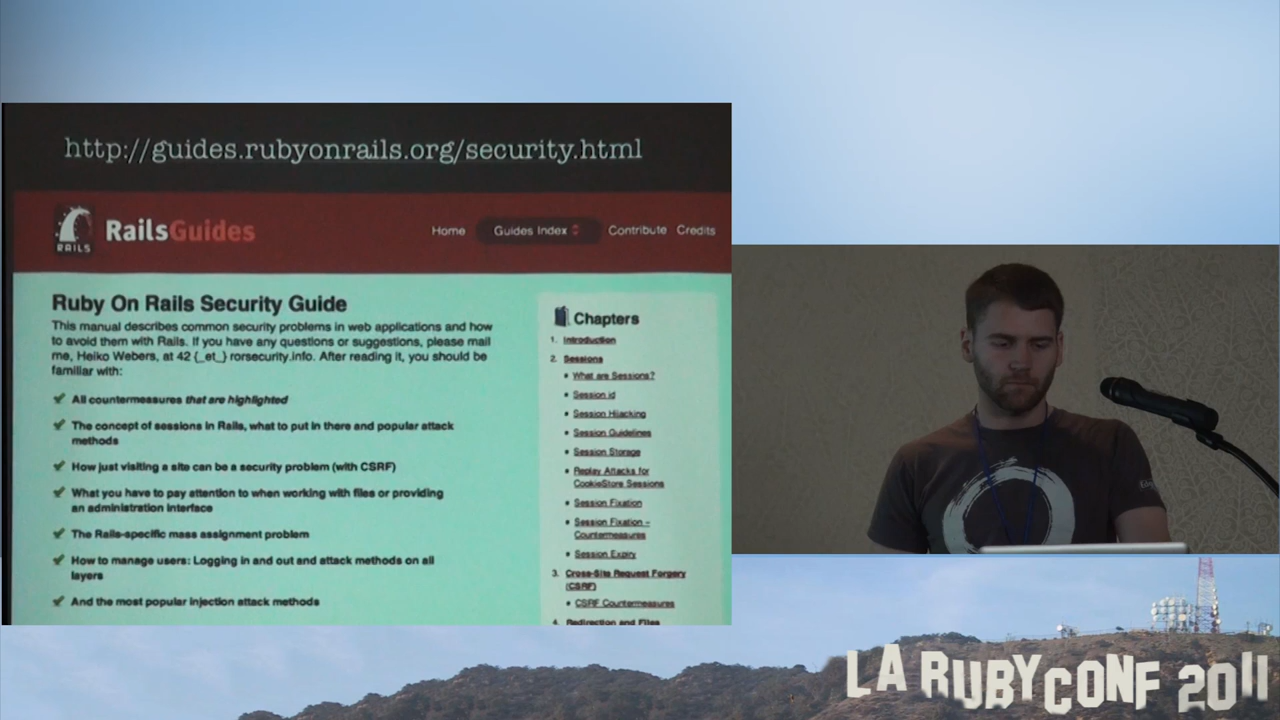 http://guides.rubyonrails.org/security.html
RAILS
RailsGuides
Home
Guides Index
Contribute
Credits
Ruby On Rails Security Guide
This manual describes common security problems in web applications and how
to avoid them with Rails. If you have any questions or suggestions, please mail
me, Heiko Webers, at 42 {_et_} rorsecurity.info. After reading it, you should be
familiar with:
All countermeasures that are highlighted
The concept of sessions in Rails, what to put in there and popular attack
methods
How just visiting a site can be a security problem (with CSRF)
What you have to pay attention to when working with files or providing
an administration interface
The Rails-specific mass assignment problem
How to manage users: Logging in and out and attack methods on all
layers
And the most popular injection attack methods
Chapters
1. Introduction
2. Sessions
What are Sessions?
Session id
Session Hijacking
Session Guidelines
Session Storage
Replay Attacks for
CookieStore Sessions
Session Fixation
Session Fixation –
Countermeasures
Session Expiry
3. Cross-Site Request Forgery
(CSRF)
CSRF Countermeasures
4. Redirection and Files
LA RUBYCONF 2011